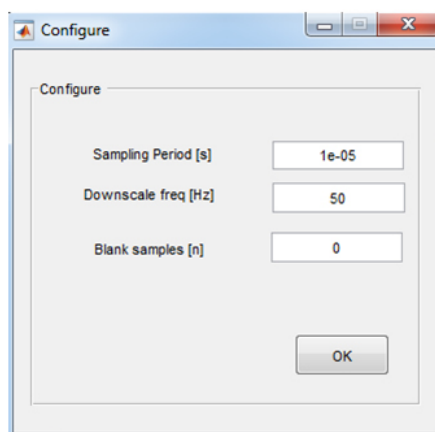 Configure
Configure
Sampling Period [s] 1e-05
Downscale freq [Hz] 50
Blank samples [n] 0
OK